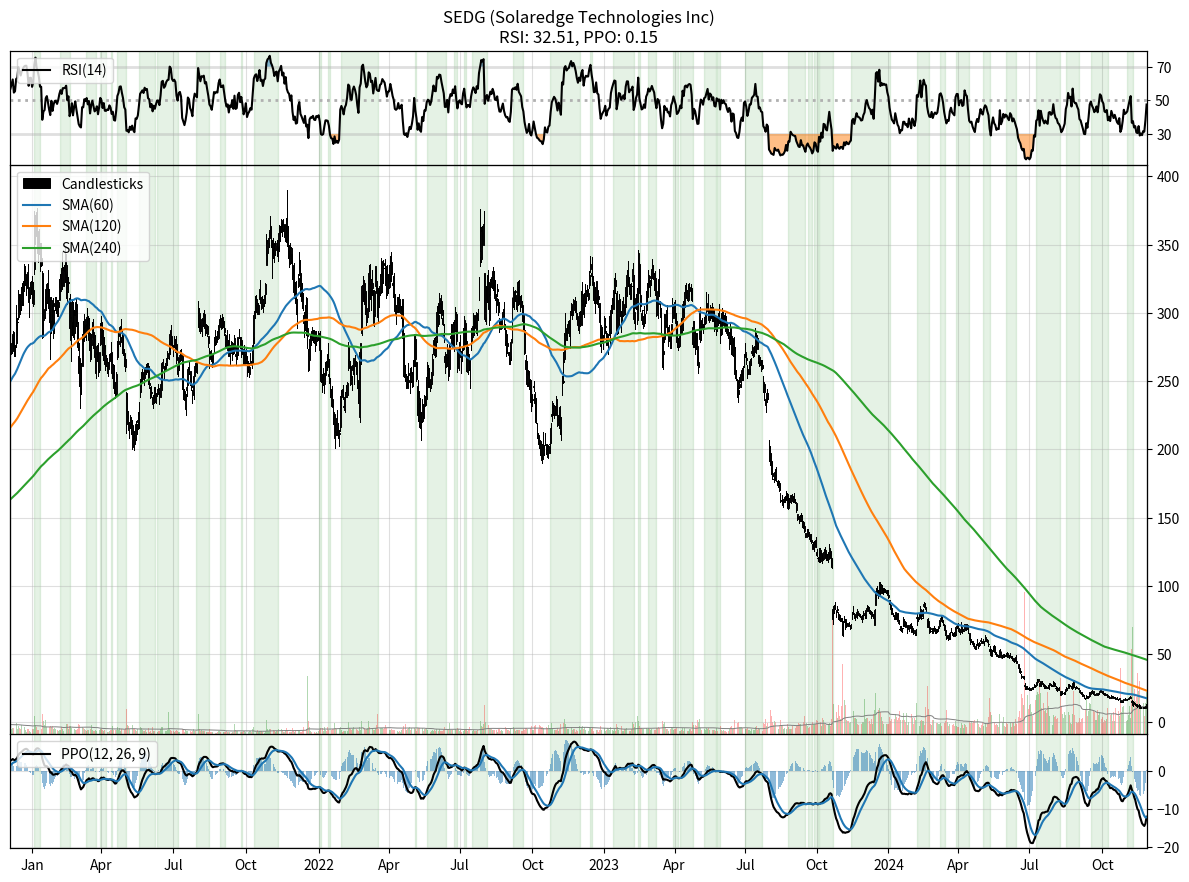 SEDG (Solaredge Technologies Inc)
RSI: 32.51, PPO: 0.15
RSI(14)
70
50
30
Candlesticks
SMA(60)
SMA(120)
SMA(240)
400
350
300
250
200
150
100
50
0
PPO(12, 26, 9)
0
−10
−20
Jan Apr Jul Oct 2022 Apr Jul Oct 2023 Apr Jul Oct 2024 Apr Jul Oct